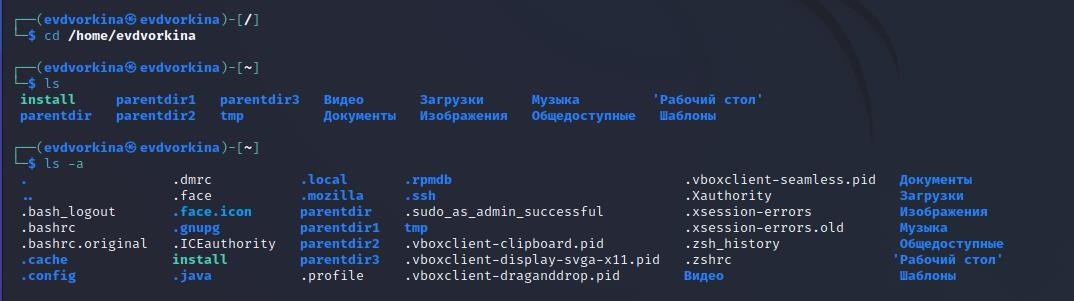 ┌──(evdvorkina㉿evdvorkina)-[/]
└─$ cd /home/evdvorkina
┌──(evdvorkina㉿evdvorkina)-[~]
└─$ ls
install parentdir1 parentdir3 Видео Загрузки Музыка 'Рабочий стол'
parentdir parentdir2 tmp Документы Изображения Общедоступные Шаблоны
┌──(evdvorkina㉿evdvorkina)-[~]
└─$ ls -a
. .dmrc .local .rpmdb .vboxclient-seamless.pid Документы
.. .face .mozilla .ssh .Xauthority Загрузки
.bash_logout .face.icon parentdir .sudo_as_admin_successful .xsession-errors Изображения
.bashrc .gnupg parentdir1 tmp .xsession-errors.old Музыка
.bashrc.original .ICEauthority parentdir2 .vboxclient-clipboard.pid .zsh_history Общедоступные
.cache install parentdir3 .vboxclient-display-svga-x11.pid .zshrc 'Рабочий стол'
.config .java .profile .vboxclient-draganddrop.pid Видео Шаблоны